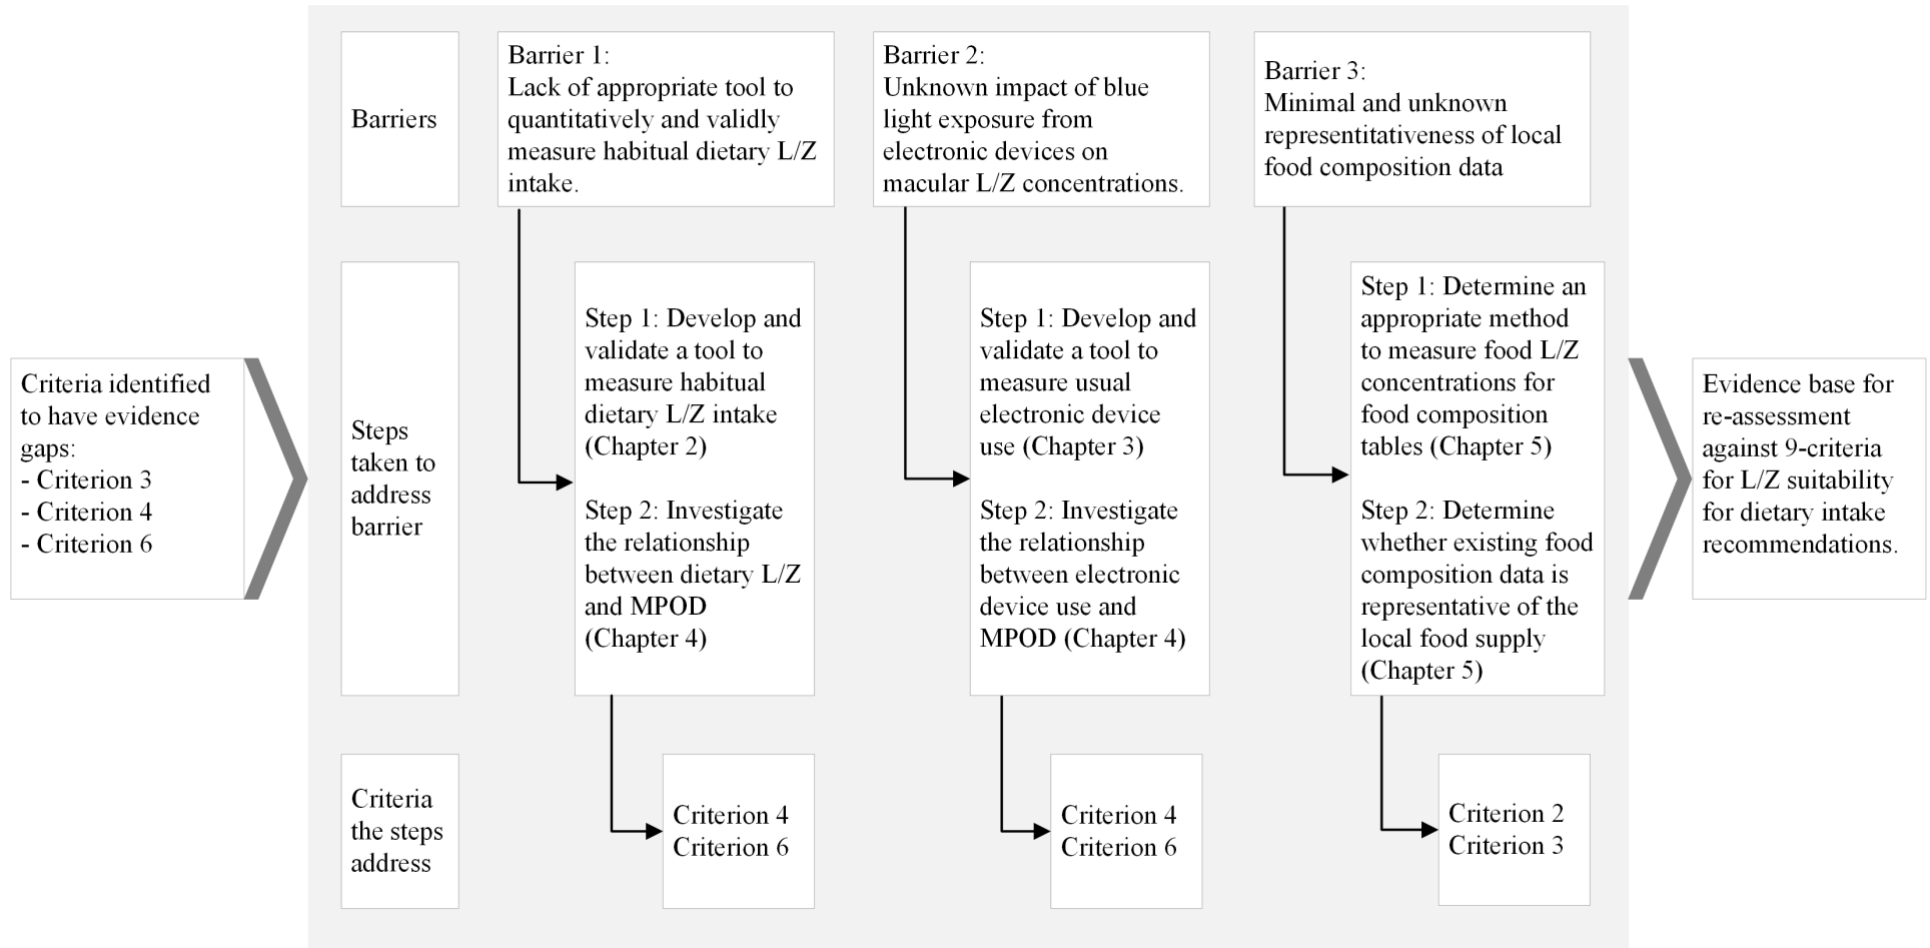 Criteria identified
to have evidence
gaps:
- Criterion 3
- Criterion 4
- Criterion 6
Barriers
Barrier 1:
Lack of appropriate tool to
quantitatively and validly
measure habitual dietary L/Z
intake.
Barrier 2:
Unknown impact of blue
light exposure from
electronic devices on
macular L/Z concentrations.
Barrier 3:
Minimal and unknown
representitativeness of local
food composition data
Steps
taken to
address
barrier
Step 1: Develop and
validate a tool to
measure habitual
dietary L/Z intake
(Chapter 2)
Step 2: Investigate
the relationship
between dietary L/Z
and MPOD
(Chapter 4)
Step 1: Develop and
validate a tool to
measure usual
electronic device
use (Chapter 3)
Step 2: Investigate
the relationship
between electronic
device use and
MPOD (Chapter 4)
Step 1: Determine an
appropriate method
to measure food L/Z
concentrations for
food composition
tables (Chapter 5)
Step 2: Determine
whether existing food
composition data is
representative of the
local food supply
(Chapter 5)
Criteria
the steps
address
Criterion 4
Criterion 6
Criterion 4
Criterion 6
Criterion 2
Criterion 3
Evidence base for
re-assessment
against 9-criteria
for L/Z suitability
for dietary intake
recommendations.